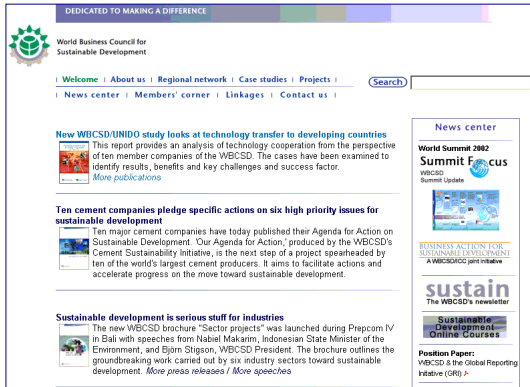 DEDICATED TO MAKING A DIFFERENCE
World Business Council for
Sustainable Development
Welcome | About us | Regional network | Case studies | Projects |
Search
News center | Members' corner | Linkages | Contact us |
New WBCSD/UNIDO study looks at technology transfer to developing countries
This report provides an analysis of technology cooperation from the perspective
of ten member companies of the WBCSD. The cases have been examined to
identify results, benefits and key challenges and success factor.
More publications
Ten cement companies pledge specific actions on six high priority issues for
sustainable development
Ten major cement companies have today published their Agenda for Action on
Sustainable Development. 'Our Agenda for Action,' produced by the WBCSD's
Cement Sustainability Initiative, is the next step of a project spearheaded by
ten of the world's largest cement producers. It aims to facilitate actions and
accelerate progress on the move toward sustainable development.
Sustainable development is serious stuff for industries
The new WBCSD brochure "Sector projects" was launched during Prepcom IV
in Bali with speeches from Nabiel Makarim, Indonesian State Minister of the
Environment, and Björn Stigson, WBCSD President. The brochure outlines the
groundbreaking work carried out by six industry sectors toward sustainable
development. More press releases / More speeches
News center
World Summit 2002
Summit Focus
WBCSD
Summit Update
BUSINESS ACTION FOR
SUSTAINABLE DEVELOPMENT
A WBCSD/ICC joint initiative
sustain
The WBCSD's newsletter
Sustainable
Development
Online Courses
Position Paper:
WBCSD & the Global Reporting
Initiative (GRI)